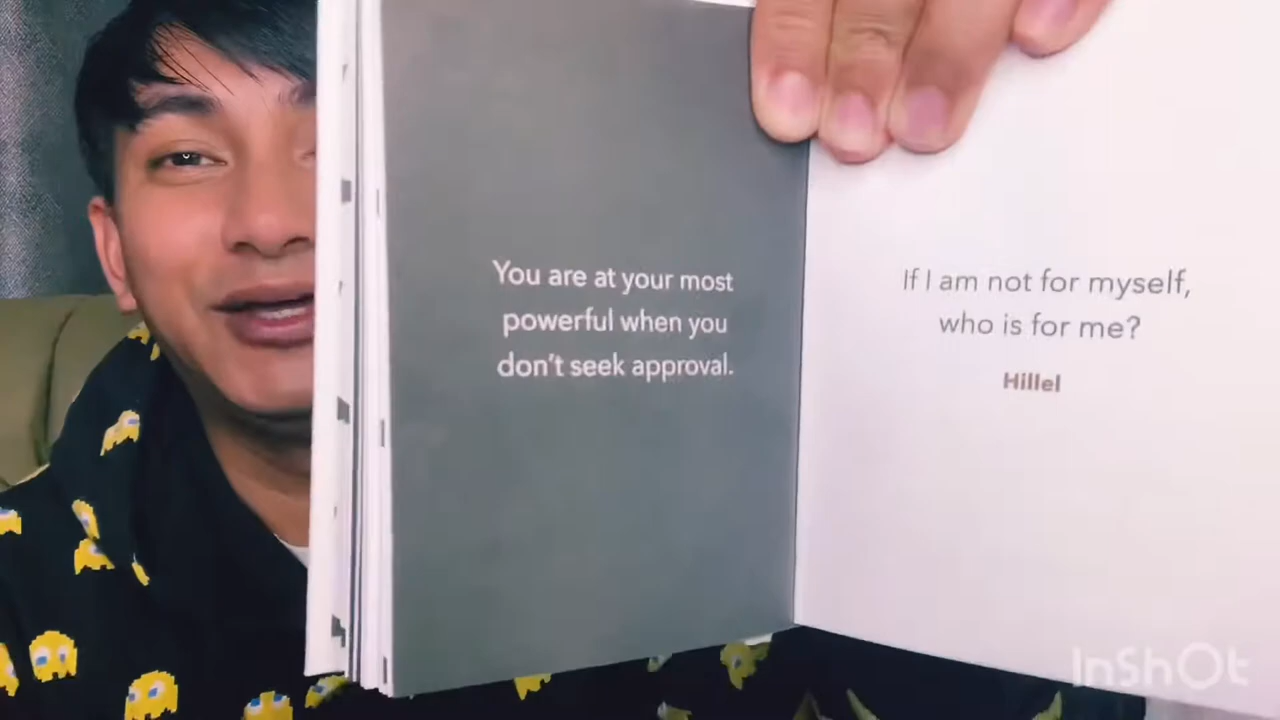 You are at your most
powerful when you
don't seek approval.
If I am not for myself,
who is for me?
Hillel
InShOt